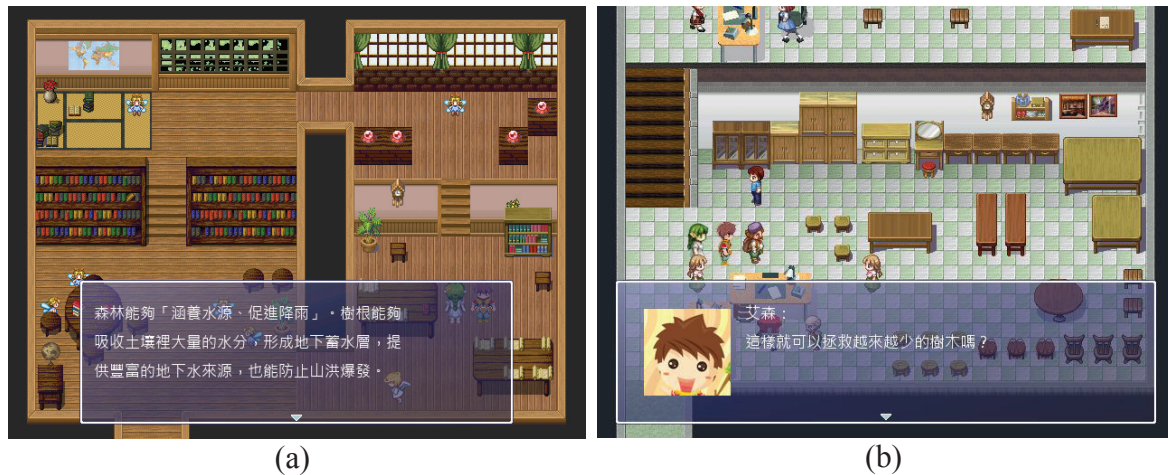 森林能夠「涵養水源、促進降雨」。樹根能夠
吸收土壤裡大量的水分，形成地下蓄水層，提
供豐富的地下水來源，也能防止山洪爆發。
艾森：
這樣就可以拯救越來越少的樹木嗎？
(a)
(b)